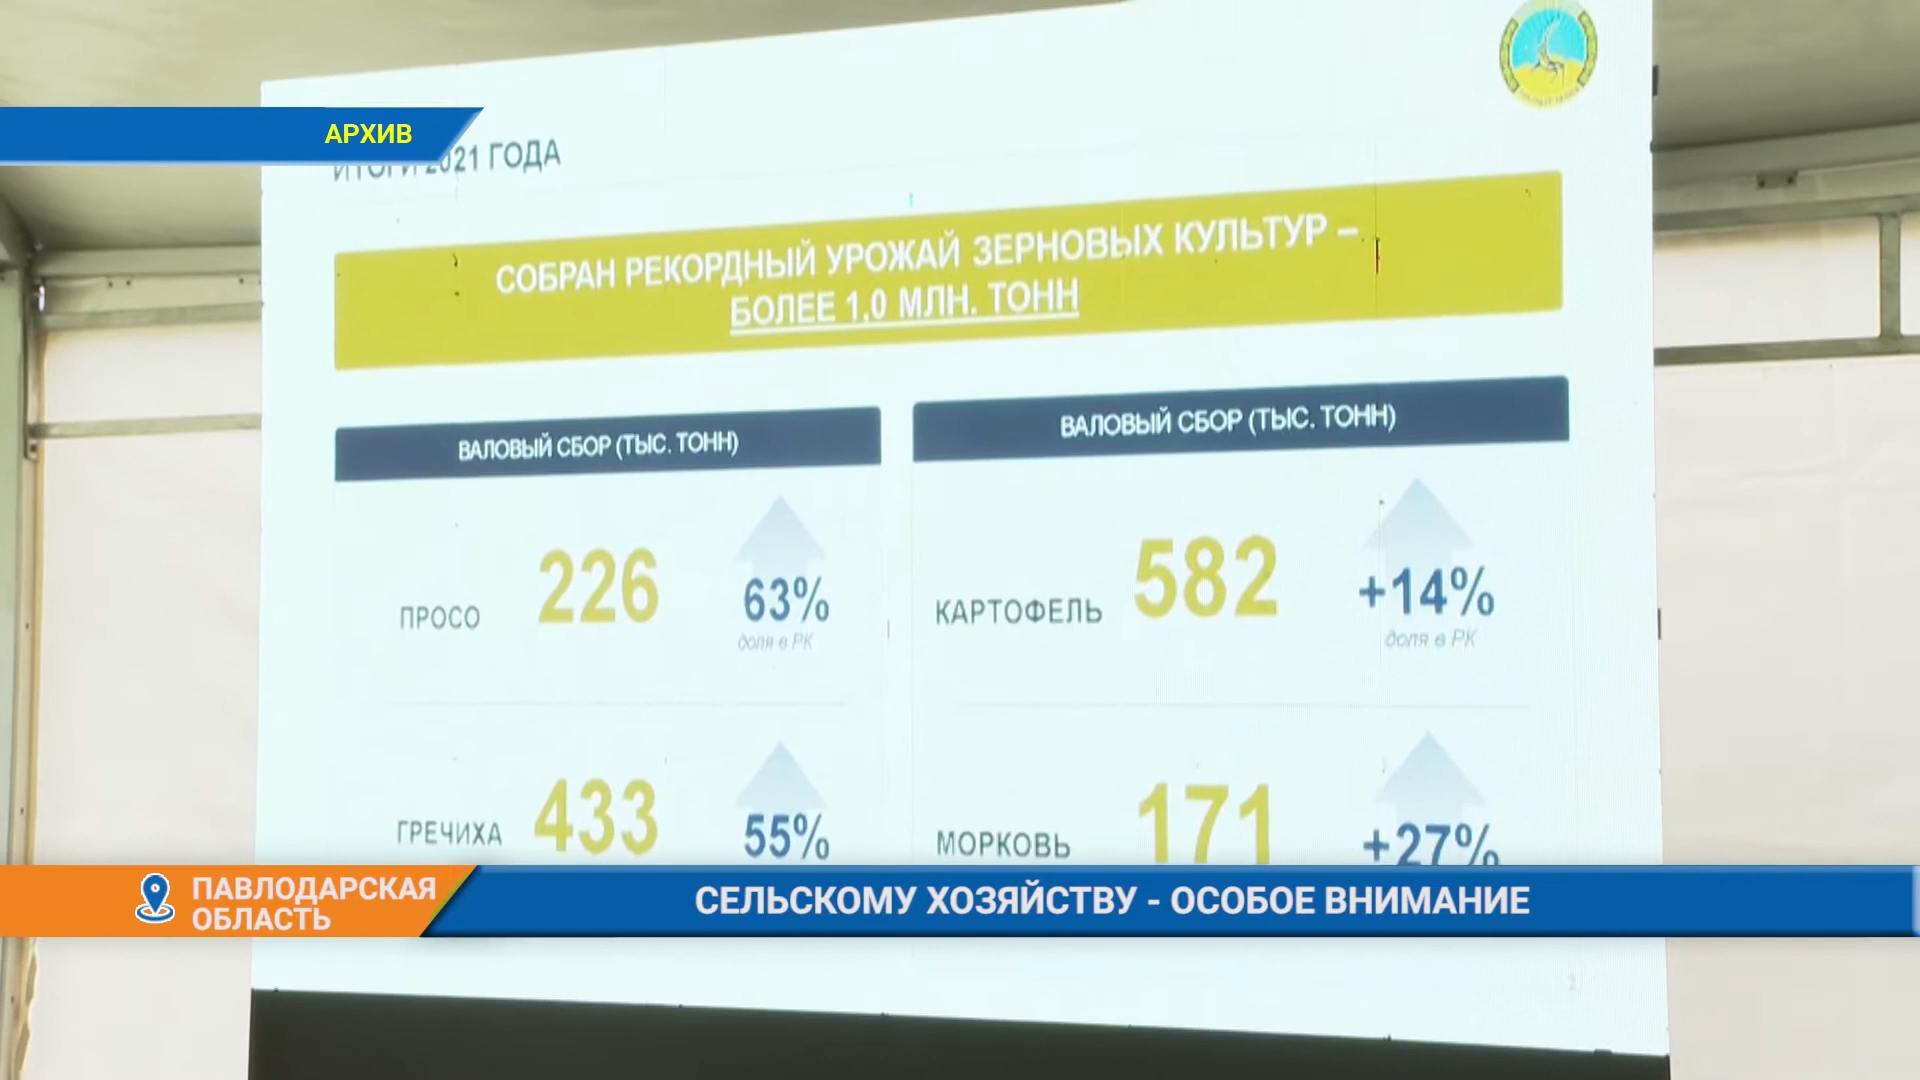 АРХИВ
ИТОГИ 2021 ГОДА
СОБРАН РЕКОРДНЫЙ УРОЖАЙ ЗЕРНОВЫХ КУЛЬТУР –
БОЛЕЕ 1,0 МЛН. ТОНН
ВАЛОВЫЙ СБОР (ТЫС. ТОНН)
ПРОСО 226 63%
доля в РК
ГРЕЧИХА 433 55%
ВАЛОВЫЙ СБОР (ТЫС. ТОНН)
КАРТОФЕЛЬ 582 +14%
доля в РК
МОРКОВЬ 171 +27%
ПАВЛОДАРСКАЯ
ОБЛАСТЬ
СЕЛЬСКОМУ ХОЗЯЙСТВУ - ОСОБОЕ ВНИМАНИЕ